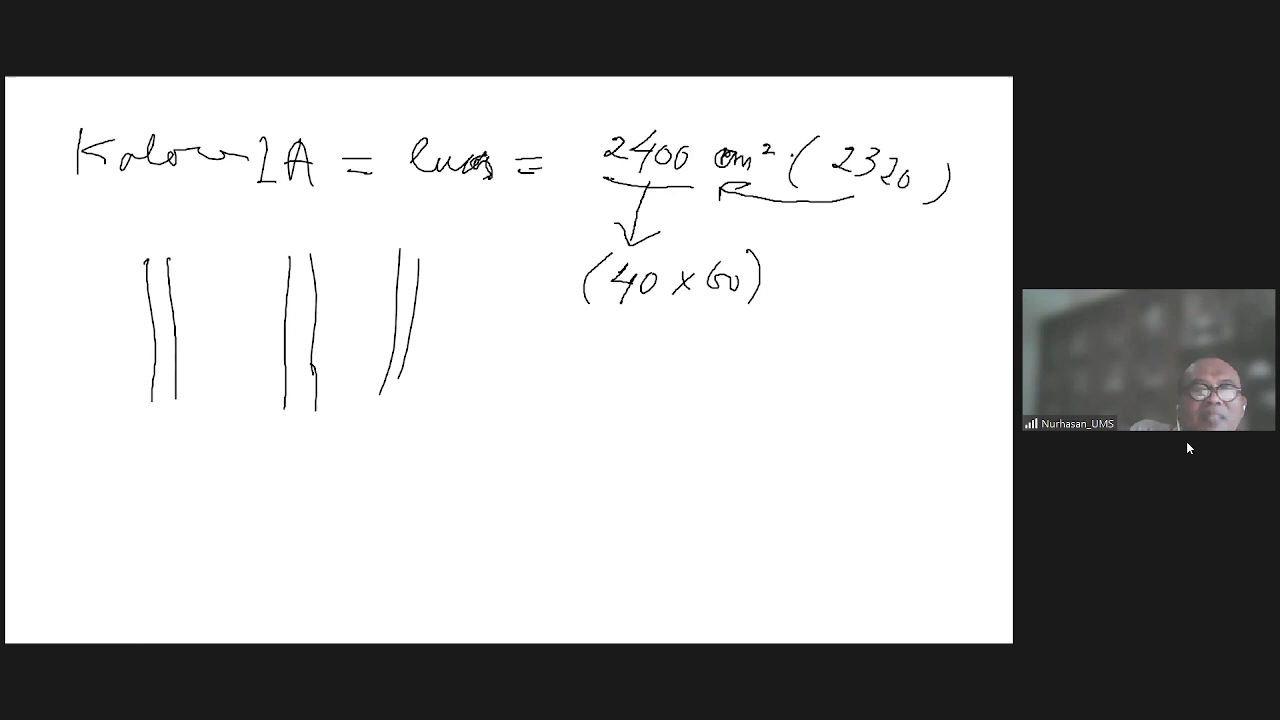 Kolom 1A = luas = 2400 cm². (2320)
(40 x 60)
Nurhasan_UMS